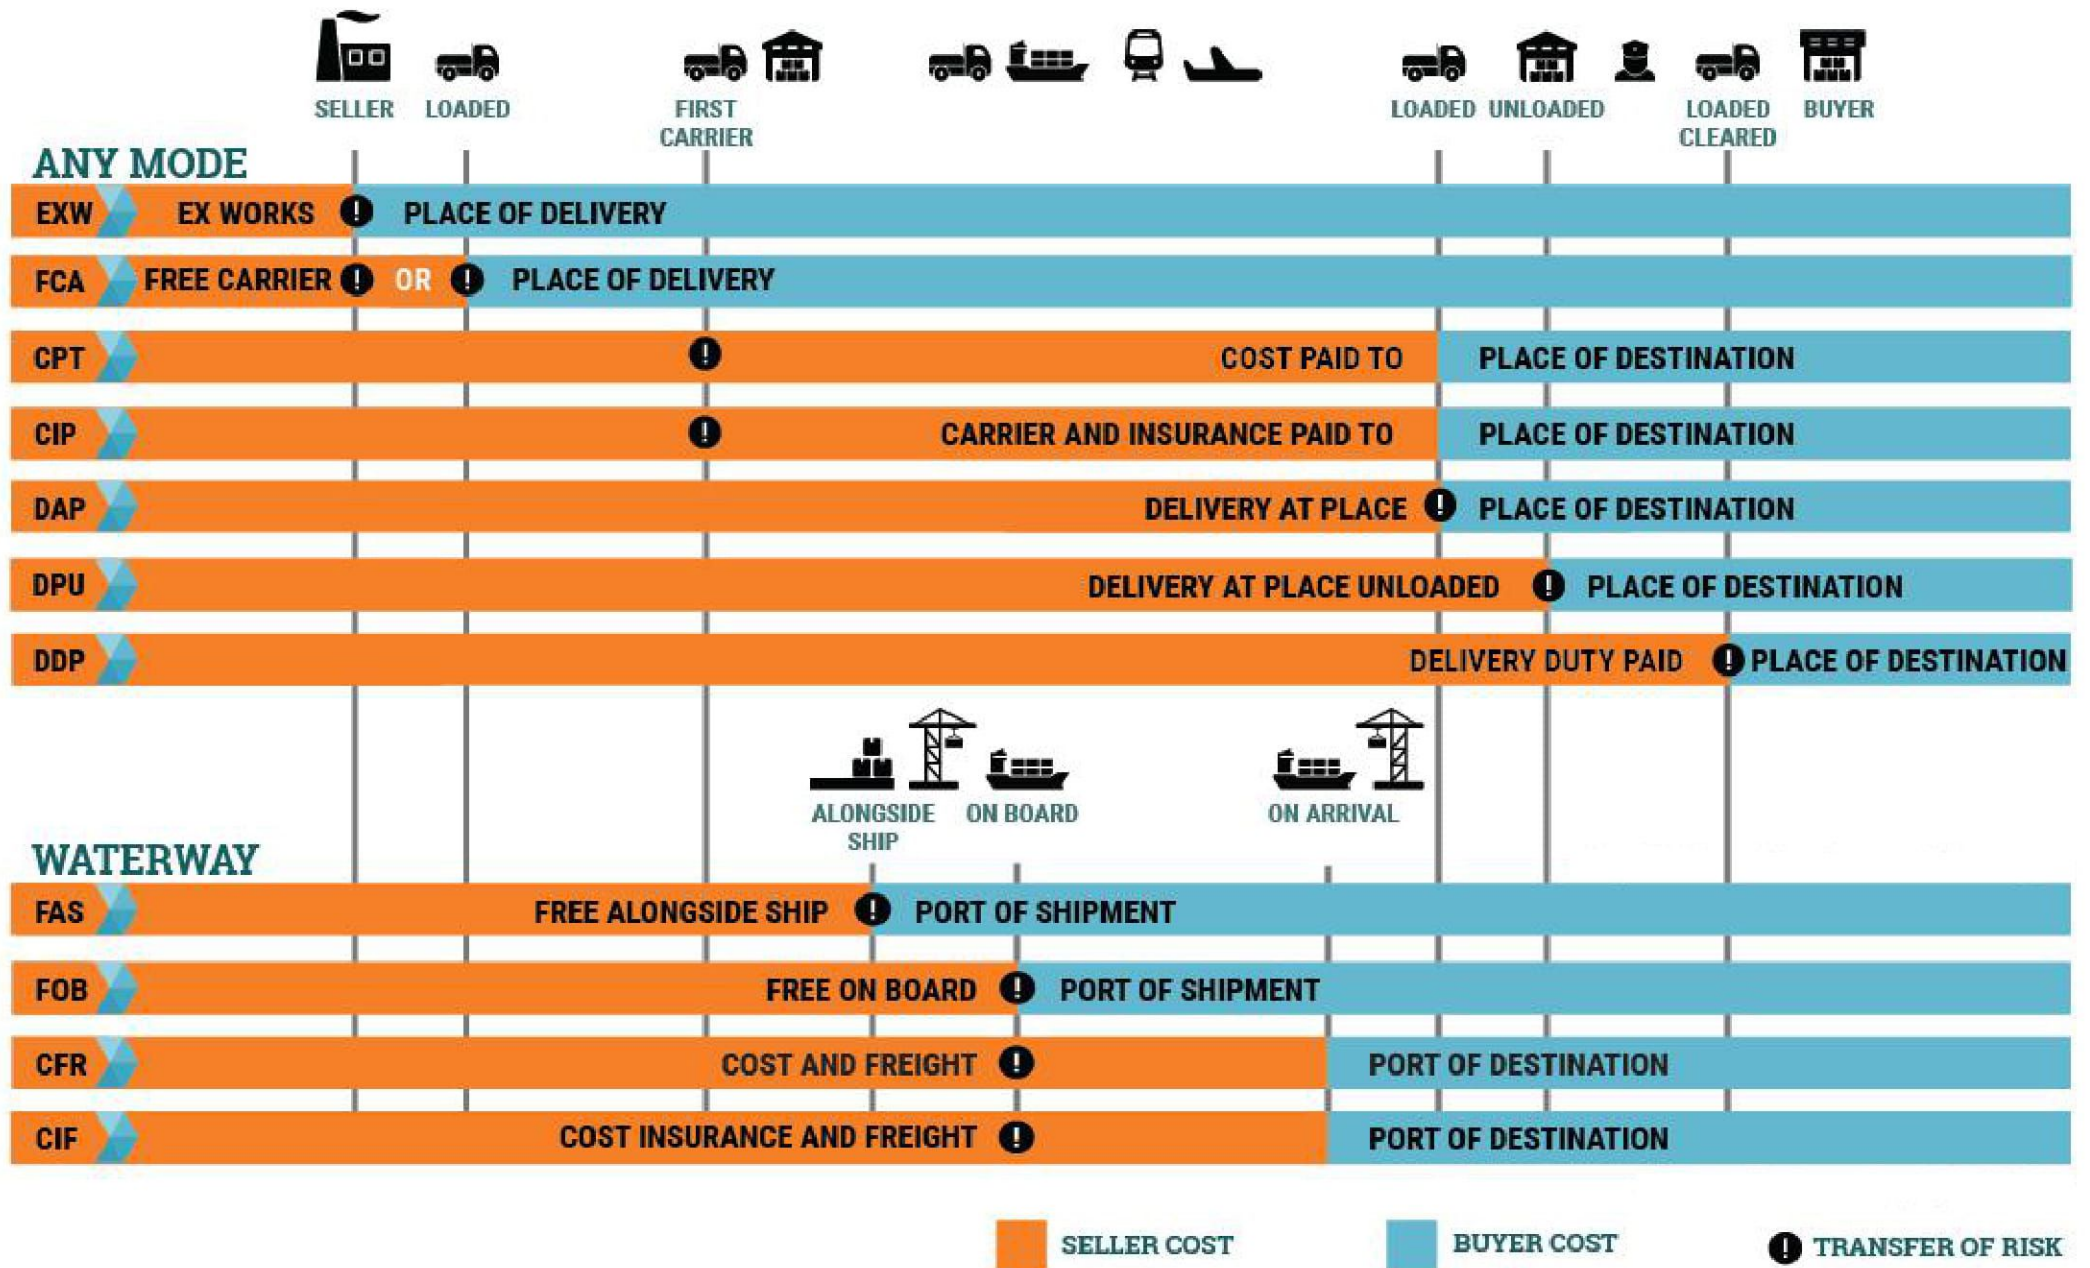 SELLER
LOADED
FIRST
CARRIER
LOADED
UNLOADED
LOADED
CLEARED
BUYER
ANY MODE
EXW EX WORKS PLACE OF DELIVERY
FCA FREE CARRIER OR PLACE OF DELIVERY
CPT COST PAID TO PLACE OF DESTINATION
CIP CARRIER AND INSURANCE PAID TO PLACE OF DESTINATION
DAP DELIVERY AT PLACE PLACE OF DESTINATION
DPU DELIVERY AT PLACE UNLOADED PLACE OF DESTINATION
DDP DELIVERY DUTY PAID PLACE OF DESTINATION
ALONGSIDE
SHIP
ON BOARD
ON ARRIVAL
WATERWAY
FAS FREE ALONGSIDE SHIP PORT OF SHIPMENT
FOB FREE ON BOARD PORT OF SHIPMENT
CFR COST AND FREIGHT PORT OF DESTINATION
CIF COST INSURANCE AND FREIGHT PORT OF DESTINATION
SELLER COST
BUYER COST
TRANSFER OF RISK